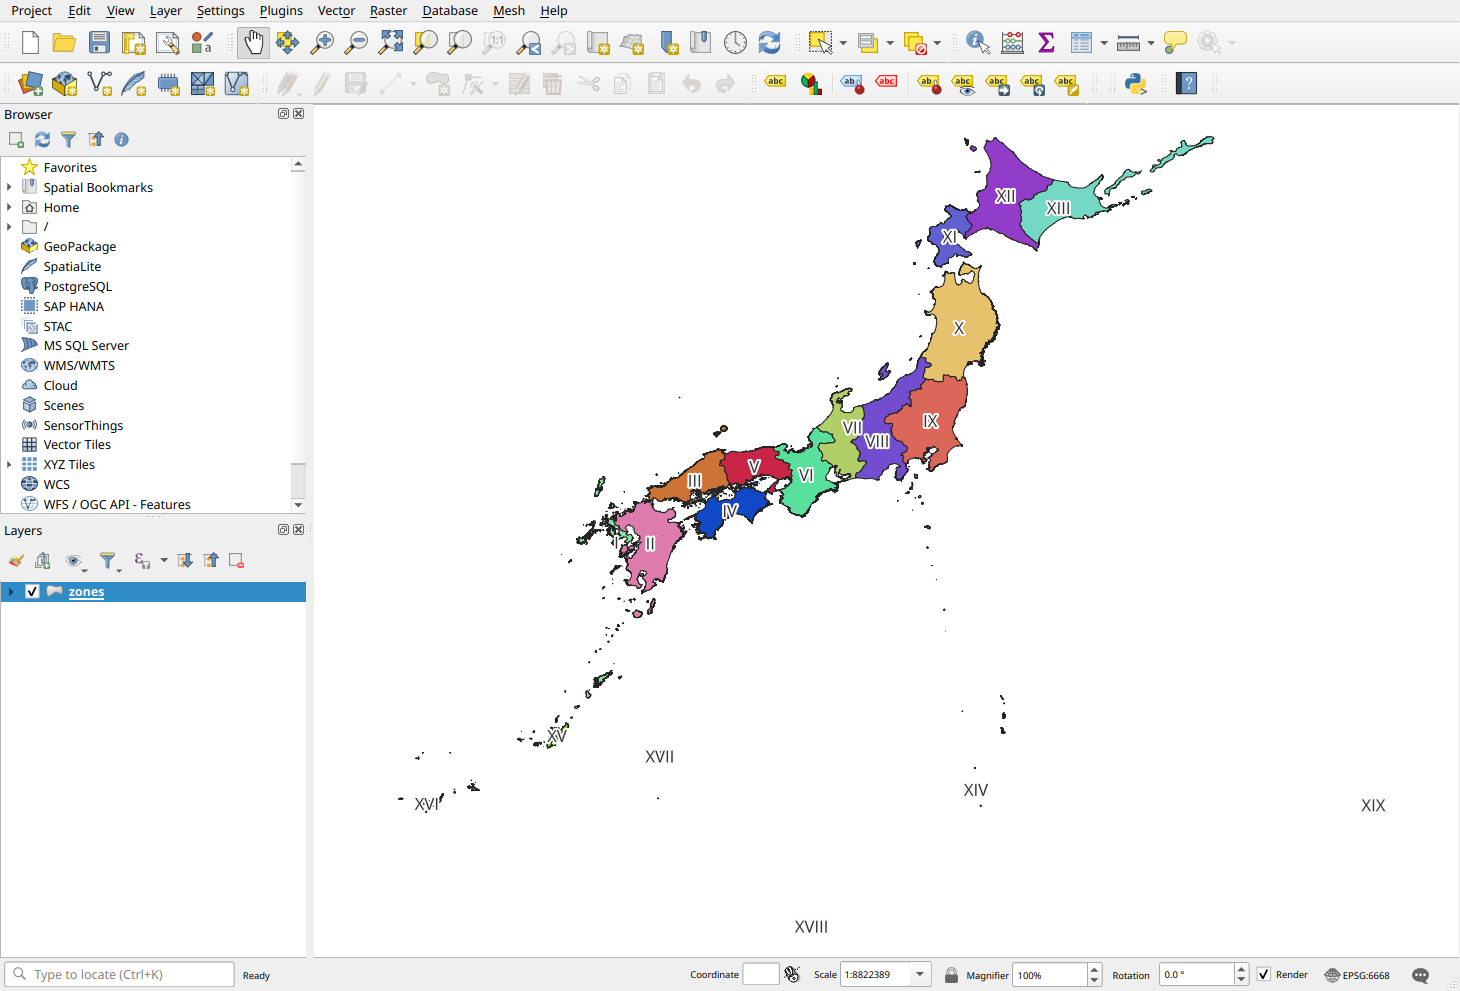 Project Edit View Layer Settings Plugins Vector Raster Database Mesh Help
Browser
Favorites
Spatial Bookmarks
Home
/
GeoPackage
SpatiaLite
PostgreSQL
SAP HANA
STAC
MS SQL Server
WMS/WMTS
Cloud
Scenes
SensorThings
Vector Tiles
XYZ Tiles
WCS
WFS / OGC API - Features
Layers
zones
XII
XIII
XI
X
IX
VII
VIII
VI
V
III
IV
I
II
XV
XVII
XVI
XIV
XIX
XVIII
Type to locate (Ctrl+K) Ready Coordinate Scale 1:8822389 Magnifier 100% Rotation 0.0 ° Render EPSG:6668